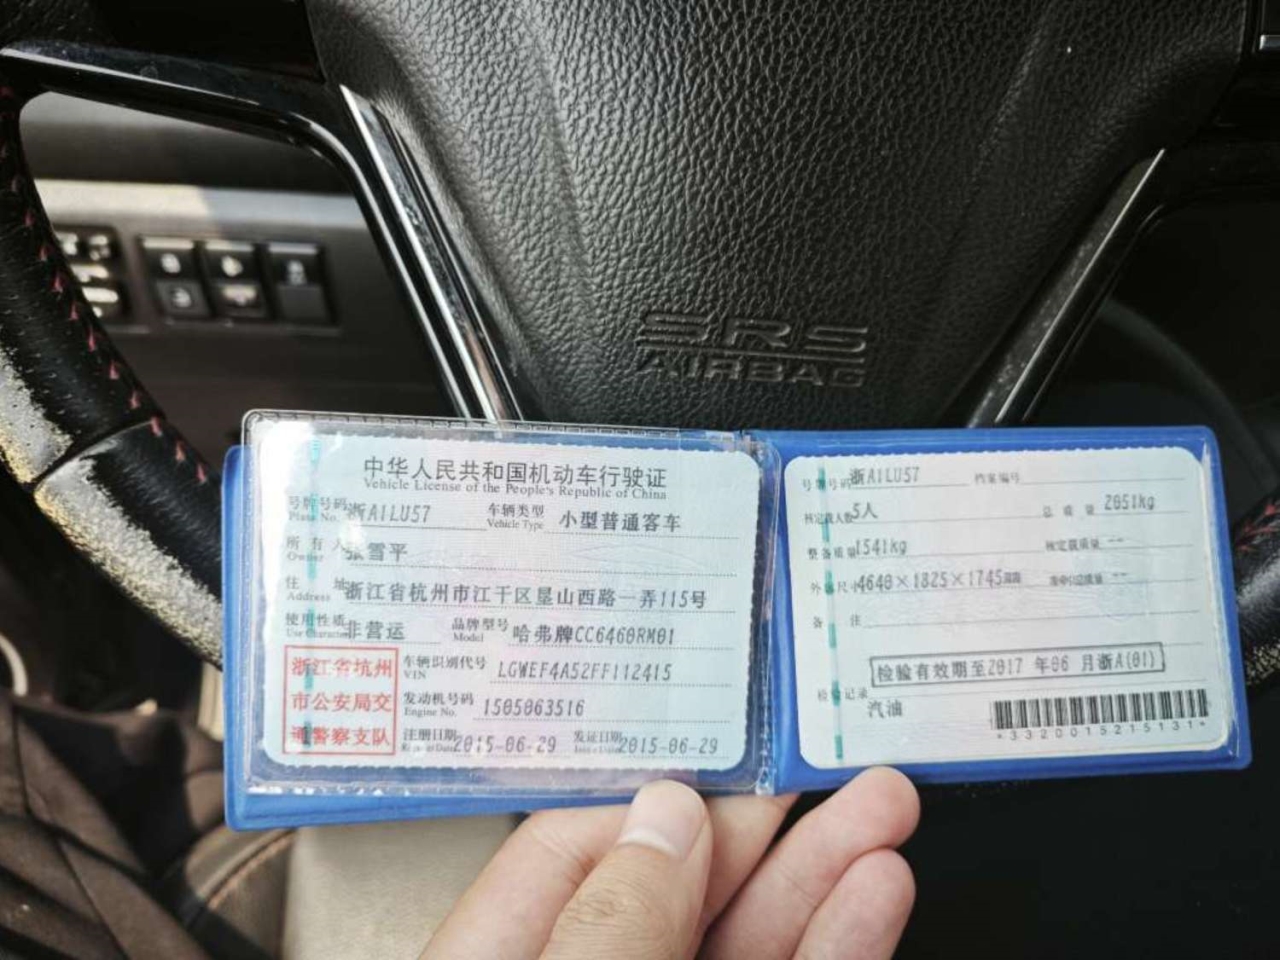 SRS
AIRBAG
中华人民共和国机动车行驶证
Vehicle License of the People's Republic of China
号牌号码 浙A1LU57 车辆类型 小型普通客车
Plate No. Vehicle Type
所有人 张雪平
Owner
住址 浙江省杭州市江干区垦山西路一弄115号
Address
使用性质 非营运 品牌型号 哈弗牌CC6460RM01
Use Character Model
浙江省杭州
市公安局交
通警察支队
车辆识别代号 LGWEF4A52FF112415
VIN
发动机号码 1505063516
Engine No.
注册日期 2015-06-29 发证日期 2015-06-29
号牌号码 浙A1LU57 档案编号
核定载人数 5人 总质量 2051kg
整备质量 1541kg 核定载质量 --
外廓尺寸 4640×1825×1745 --
备注
检验有效期至2017 年06 月浙A(01)
检验记录
汽油
*3320015215131*